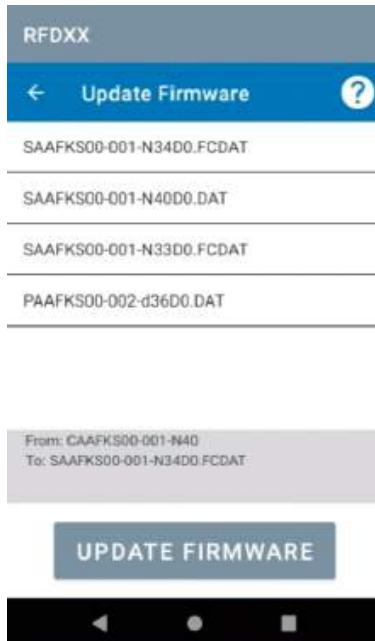 RFDXX
Update Firmware
?
SAAFKS00-001-N34D0.FCDAT
SAAFKS00-001-N40D0.DAT
SAAFKS00-001-N33D0.FCDAT
PAAFKS00-002-d36D0.DAT
From: CAAFKS00-001-N40
To: SAAFKS00-001-N34D0.FCDAT
UPDATE FIRMWARE